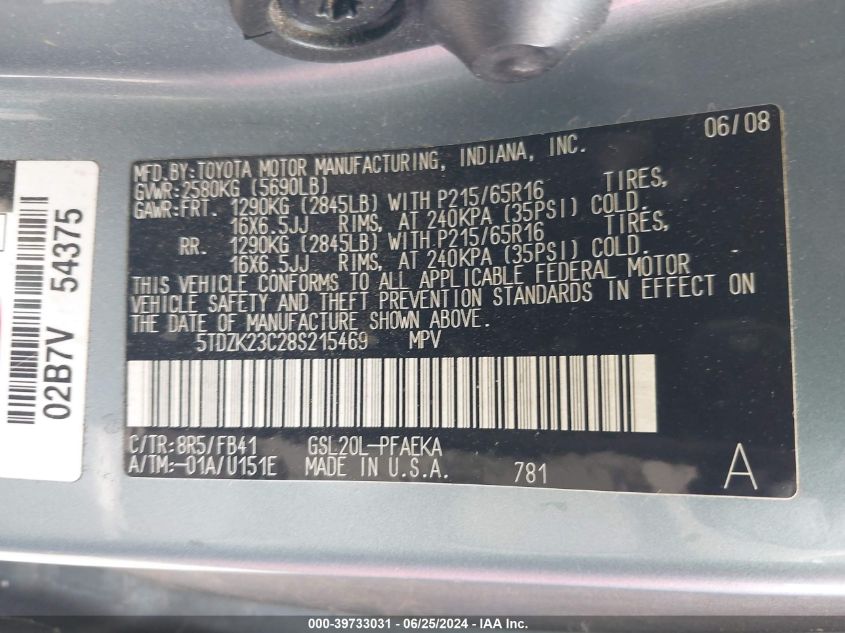 06/08
MFD.BY:TOYOTA MOTOR MANUFACTURING, INDIANA, INC.
GVWR:2580KG (5690LB)
GAWR:FRT. 1290KG (2845LB) WITH P215/65R16 TIRES,
16X6.5JJ RIMS, AT 240KPA (35PSI) COLD.
RR. 1290KG (2845LB) WITH P215/65R16 TIRES,
16X6.5JJ RIMS, AT 240KPA (35PSI) COLD.
THIS VEHICLE CONFORMS TO ALL APPLICABLE FEDERAL MOTOR
VEHICLE SAFETY AND THEFT PREVENTION STANDARDS IN EFFECT ON
THE DATE OF MANUFACTURE SHOWN ABOVE.
5TDZK23C28S215469 MPV
C/TR:8R5/FB41 GSL20L-PFAEKA
A/TM:-01A/U151E MADE IN U.S.A. 781 A
02B7V 54375
000-39733031 - 06/25/2024 - IAA Inc.